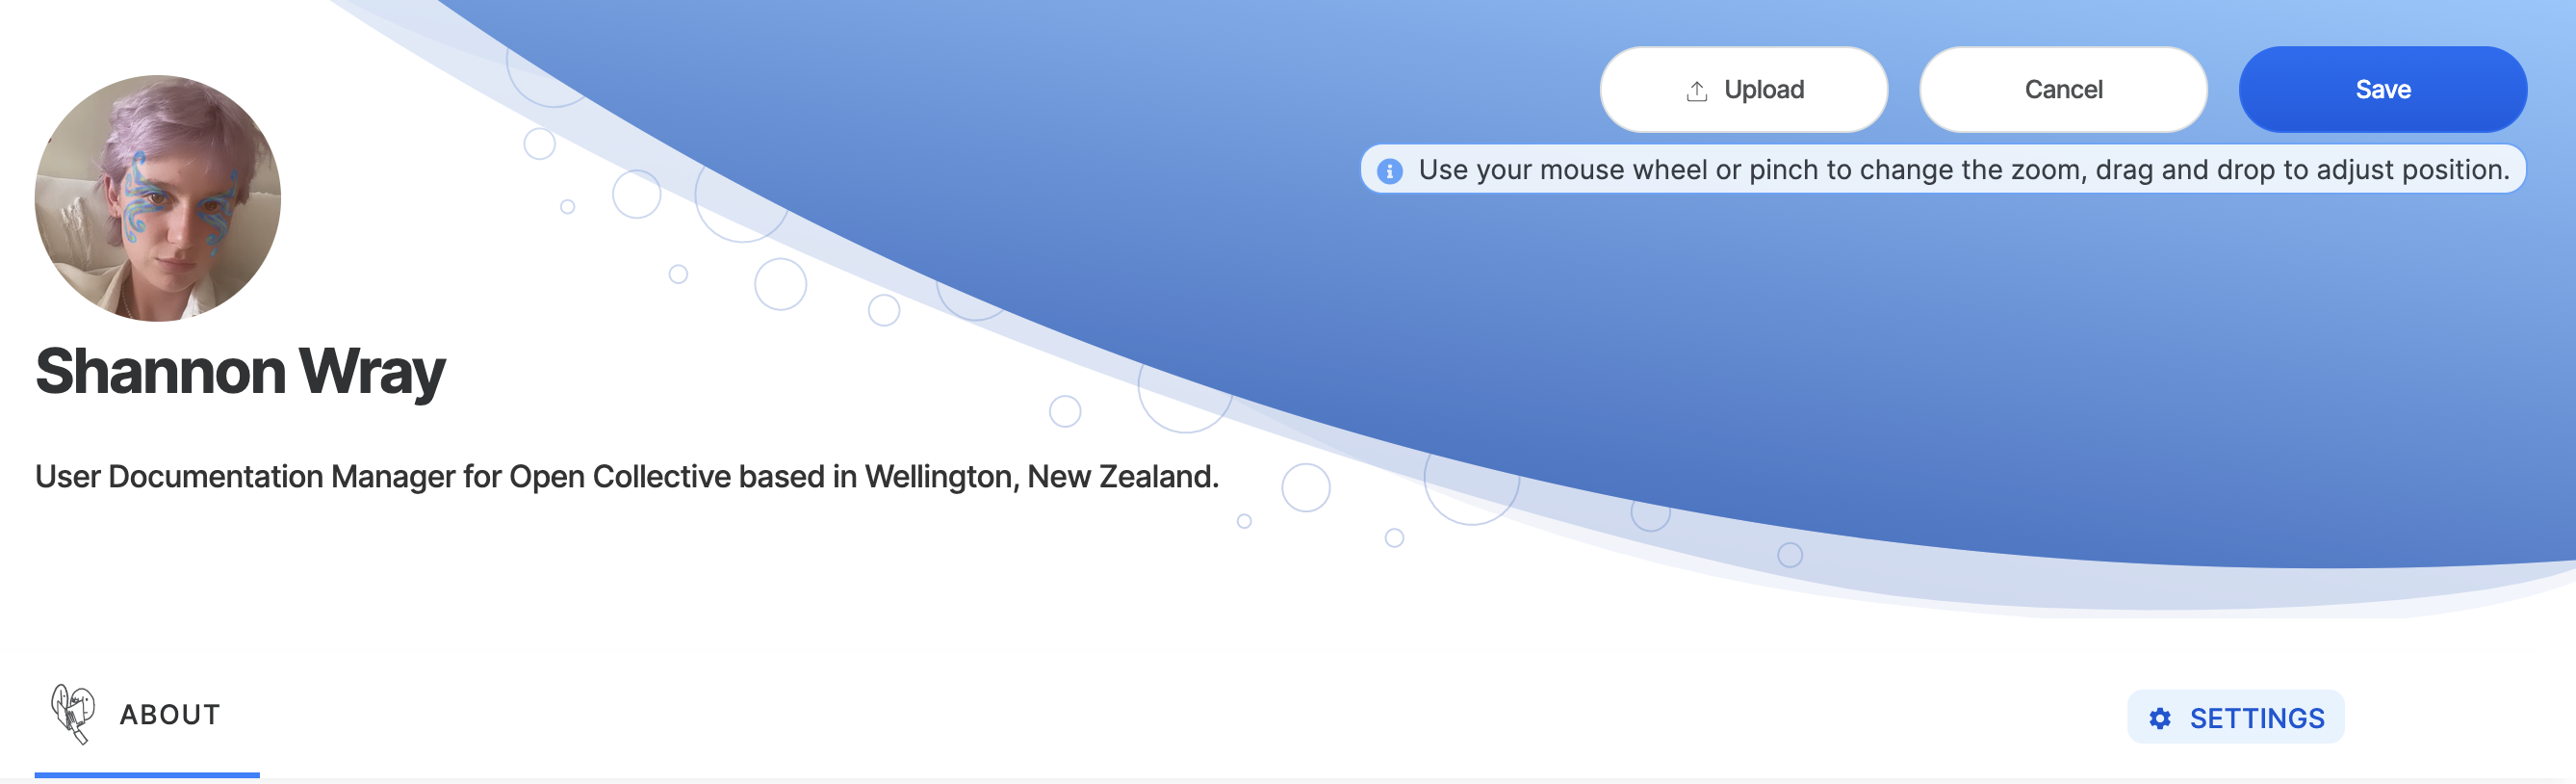 Upload
Cancel
Save
Use your mouse wheel or pinch to change the zoom, drag and drop to adjust position.
Shannon Wray
User Documentation Manager for Open Collective based in Wellington, New Zealand.
ABOUT
SETTINGS